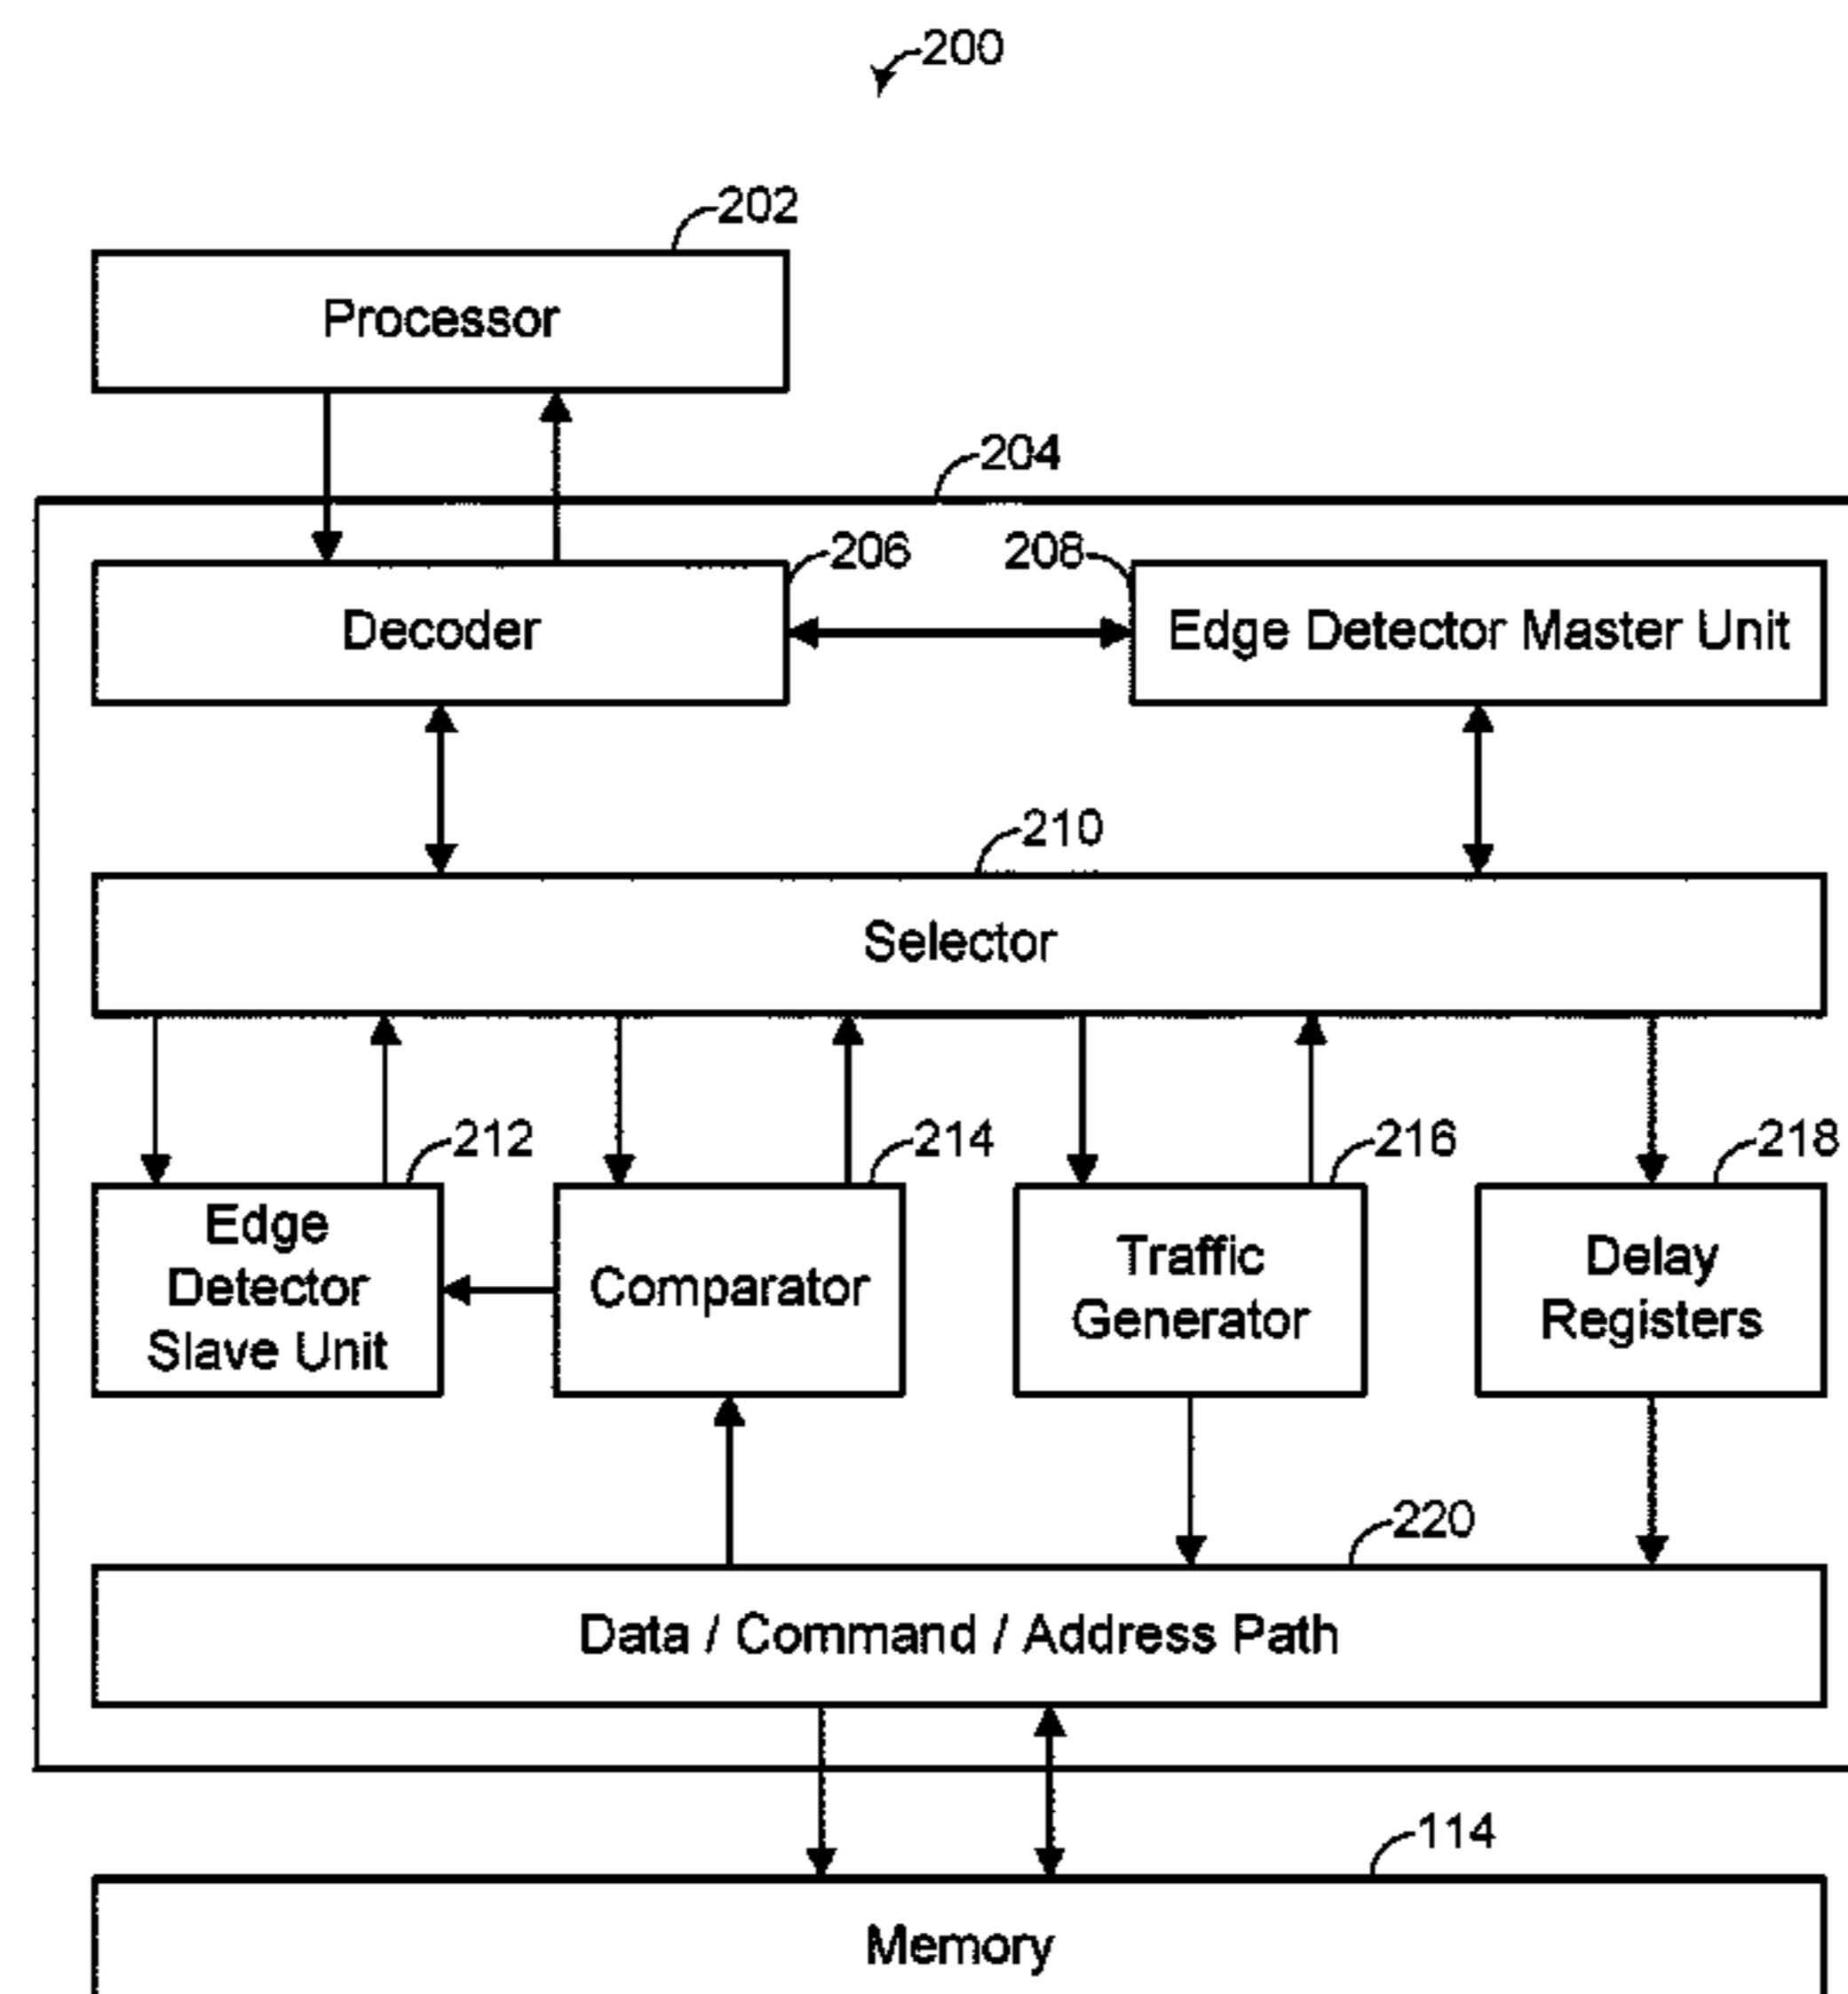 200
202
Processor
204
206
208
Decoder
Edge Detector Master Unit
210
Selector
212
214
216
218
Edge
Detector
Slave Unit
Comparator
Traffic
Generator
Delay
Registers
220
Data / Command / Address Path
114
Memory